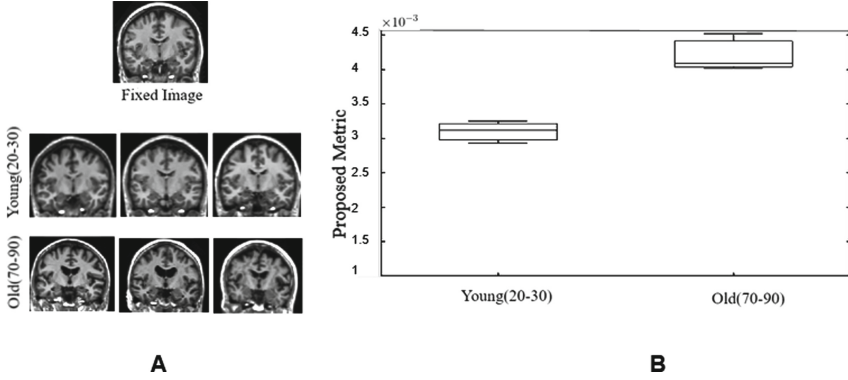 Fixed Image
Young(20-30)
Old(70-90)
A
×10⁻³
4.5
4
3.5
3
2.5
2
1.5
1
Proposed Metric
Young(20-30)
Old(70-90)
B